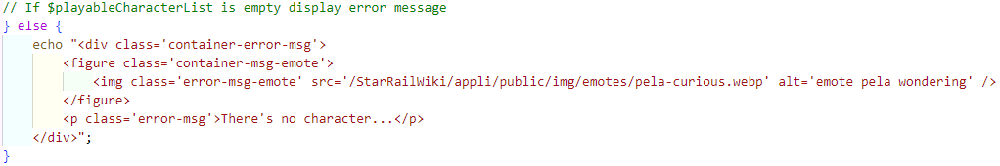 // If $playableCharacterList is empty display error message
} else {
    echo "<div class='container-error-msg'>
        <figure class='container-msg-emote'>
            <img class='error-msg-emote' src='/StarRailWiki/appli/public/img/emotes/pela-curious.webp' alt='emote pela wondering' />
        </figure>
        <p class='error-msg'>There's no character...</p>
    </div>";
}